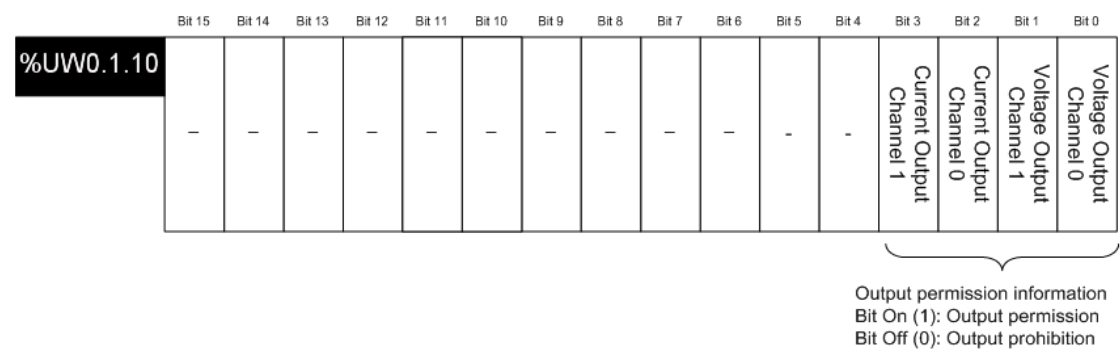 Bit 15 Bit 14 Bit 13 Bit 12 Bit 11 Bit 10 Bit 9 Bit 8 Bit 7 Bit 6 Bit 5 Bit 4 Bit 3 Bit 2 Bit 1 Bit 0
%UW0.1.10
– – – – – – – – – – - -
Current Output
Channel 1
Current Output
Channel 0
Voltage Output
Channel 1
Voltage Output
Channel 0
Output permission information
Bit On (1): Output permission
Bit Off (0): Output prohibition